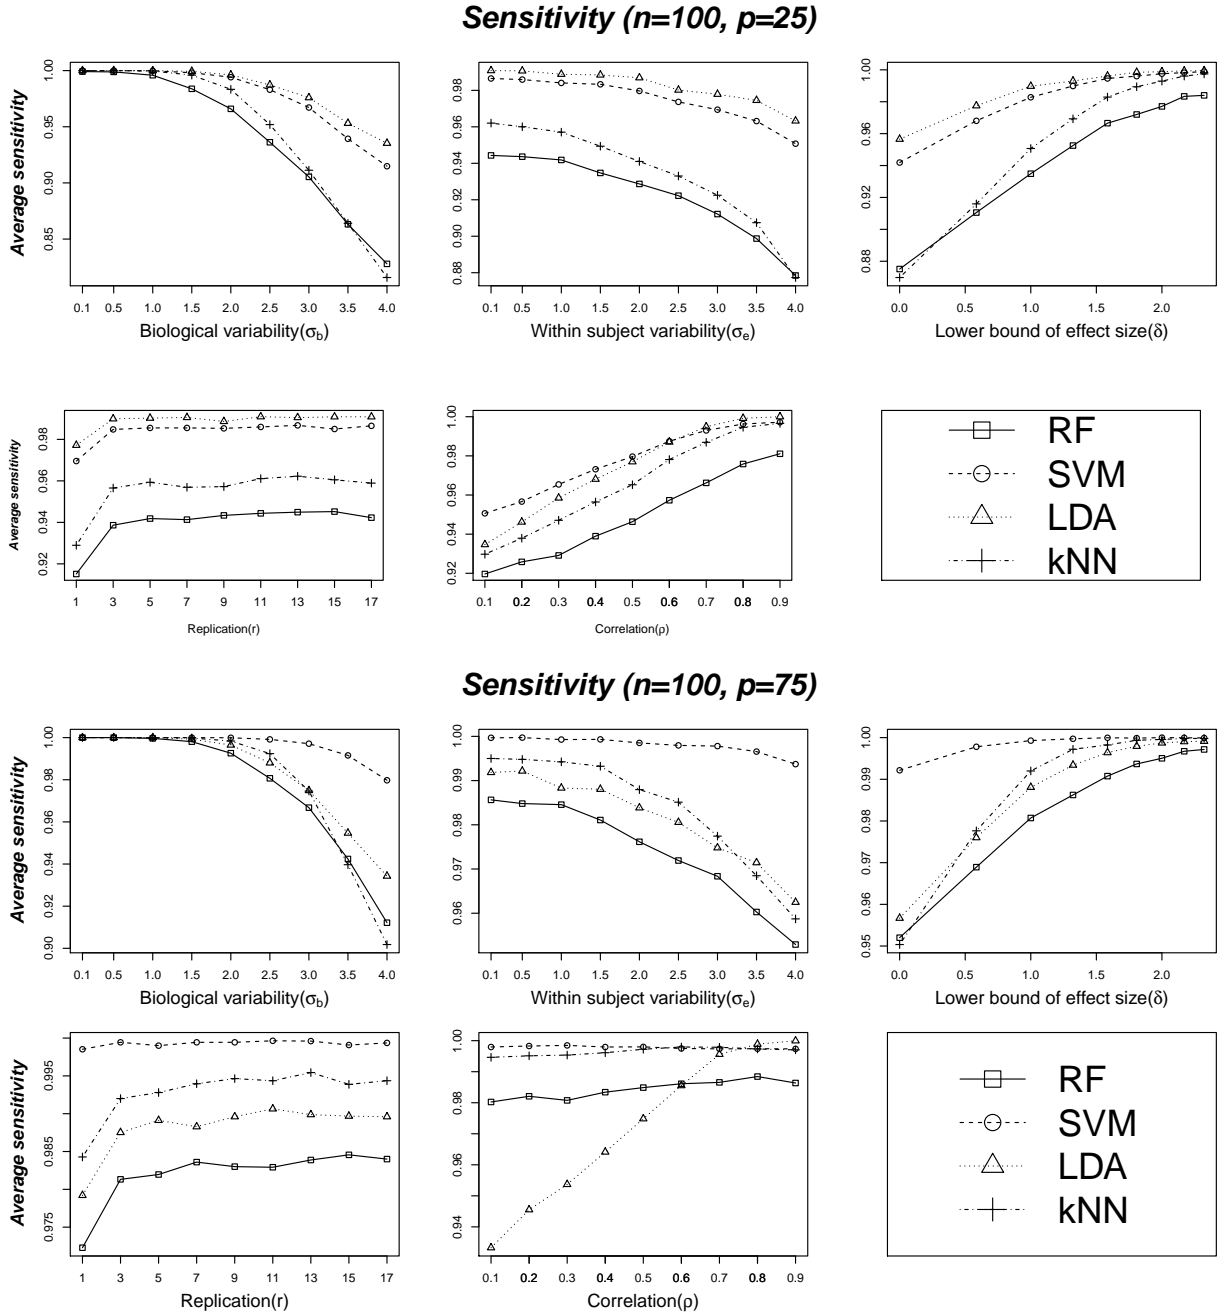 Sensitivity (n=100, p=25)
Average sensitivity
1.00
0.95
0.90
0.85
0.1 0.5 1.0 1.5 2.0 2.5 3.0 3.5 4.0
Biological variability(σb)
0.98
0.96
0.94
0.92
0.90
0.88
0.1 0.5 1.0 1.5 2.0 2.5 3.0 3.5 4.0
Within subject variability(σe)
1.00
0.96
0.92
0.88
0.0 0.5 1.0 1.5 2.0
Lower bound of effect size(δ)
Average sensitivity
0.98
0.96
0.94
0.92
1 3 5 7 9 11 13 15 17
Replication(r)
1.00
0.98
0.96
0.94
0.92
0.1 0.2 0.3 0.4 0.5 0.6 0.7 0.8 0.9
Correlation(ρ)
RF
SVM
LDA
kNN
Sensitivity (n=100, p=75)
Average sensitivity
1.00
0.98
0.96
0.94
0.92
0.90
0.1 0.5 1.0 1.5 2.0 2.5 3.0 3.5 4.0
Biological variability(σb)
1.00
0.99
0.98
0.97
0.96
0.1 0.5 1.0 1.5 2.0 2.5 3.0 3.5 4.0
Within subject variability(σe)
1.00
0.99
0.98
0.97
0.96
0.95
0.0 0.5 1.0 1.5 2.0
Lower bound of effect size(δ)
Average sensitivity
0.995
0.985
0.975
1 3 5 7 9 11 13 15 17
Replication(r)
1.00
0.98
0.96
0.94
0.1 0.2 0.3 0.4 0.5 0.6 0.7 0.8 0.9
Correlation(ρ)
RF
SVM
LDA
kNN